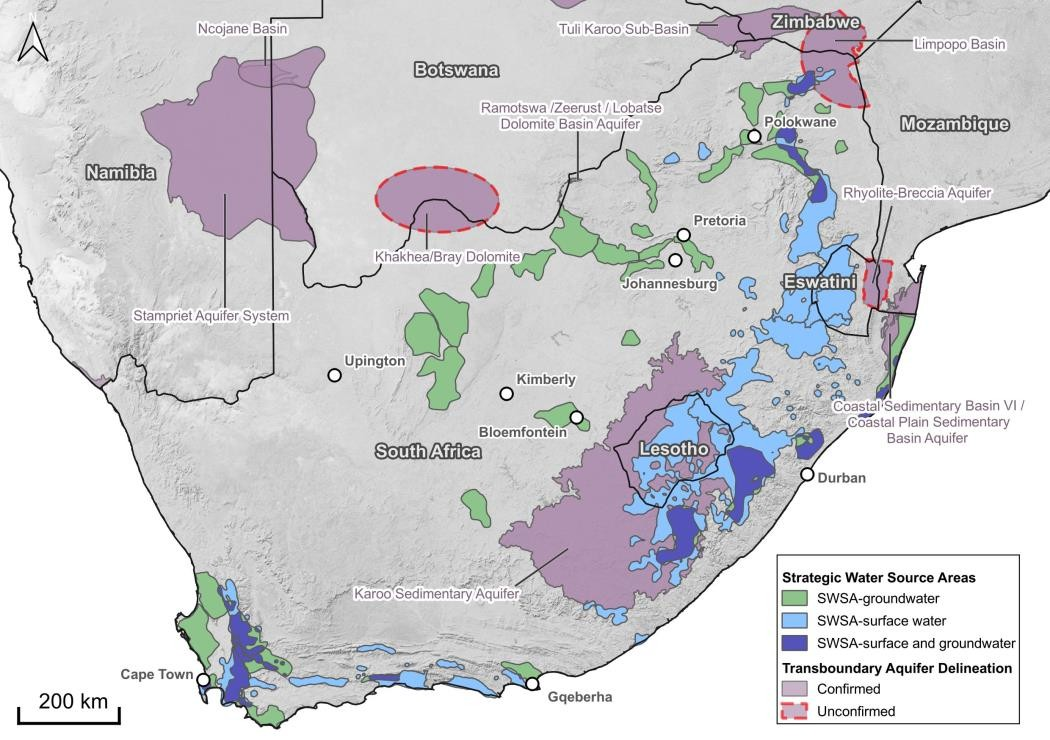 Ncojane Basin
Tuli Karoo Sub-Basin
Zimbabwe
Limpopo Basin
Botswana
Ramotswa /Zeerust / Lobatse
Dolomite Basin Aquifer
Polokwane
Mozambique
Namibia
Rhyolite-Breccia Aquifer
Pretoria
Khakhea/Bray Dolomite
Johannesburg
Eswatini
Stampriet Aquifer System
Upington
Kimberly
Coastal Sedimentary Basin VI /
Coastal Plain Sedimentary
Basin Aquifer
Bloemfontein
South Africa
Lesotho
Durban
Karoo Sedimentary Aquifer
Strategic Water Source Areas
SWSA-groundwater
SWSA-surface water
SWSA-surface and groundwater
Transboundary Aquifer Delineation
Confirmed
Unconfirmed
Cape Town
Gqeberha
200 km